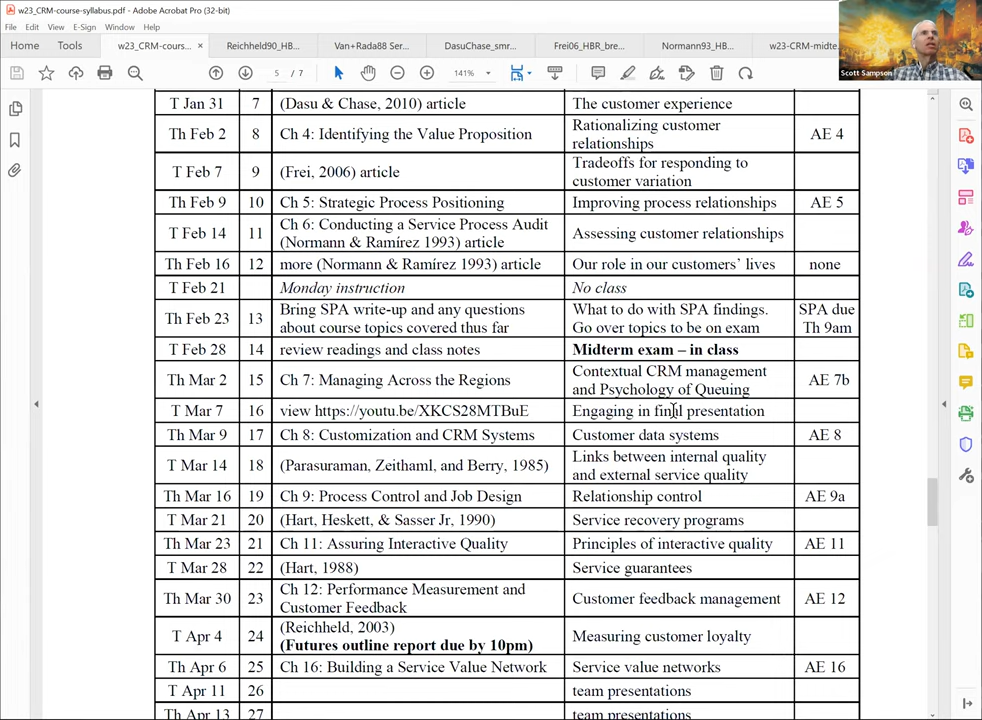 w23_CRM-course-syllabus.pdf - Adobe Acrobat Pro (32-bit)
File Edit View E-Sign Window Help
Home Tools w23_CRM-cours... × Reichheld90_HB... Van+Rada88 Ser... DasuChase_smr... Frei06_HBR_bre... Normann93_HB... w23-CRM-midte...
5 / 7 141%
Scott Sampson
T Jan 31 7 (Dasu & Chase, 2010) article The customer experience
Th Feb 2 8 Ch 4: Identifying the Value Proposition Rationalizing customer
relationships AE 4
T Feb 7 9 (Frei, 2006) article Tradeoffs for responding to
customer variation
Th Feb 9 10 Ch 5: Strategic Process Positioning Improving process relationships AE 5
T Feb 14 11 Ch 6: Conducting a Service Process Audit
(Normann & Ramírez 1993) article Assessing customer relationships
Th Feb 16 12 more (Normann & Ramírez 1993) article Our role in our customers' lives none
T Feb 21 Monday instruction No class
Th Feb 23 13 Bring SPA write-up and any questions What to do with SPA findings. SPA due
about course topics covered thus far Go over topics to be on exam Th 9am
T Feb 28 14 review readings and class notes Midterm exam – in class
Th Mar 2 15 Ch 7: Managing Across the Regions Contextual CRM management
and Psychology of Queuing AE 7b
T Mar 7 16 view https://youtu.be/XKCS28MTBuE Engaging in final presentation
Th Mar 9 17 Ch 8: Customization and CRM Systems Customer data systems AE 8
T Mar 14 18 (Parasuraman, Zeithaml, and Berry, 1985) Links between internal quality
and external service quality
Th Mar 16 19 Ch 9: Process Control and Job Design Relationship control AE 9a
T Mar 21 20 (Hart, Heskett, & Sasser Jr, 1990) Service recovery programs
Th Mar 23 21 Ch 11: Assuring Interactive Quality Principles of interactive quality AE 11
T Mar 28 22 (Hart, 1988) Service guarantees
Th Mar 30 23 Ch 12: Performance Measurement and
Customer Feedback Customer feedback management AE 12
T Apr 4 24 (Reichheld, 2003)
(Futures outline report due by 10pm) Measuring customer loyalty
Th Apr 6 25 Ch 16: Building a Service Value Network Service value networks AE 16
T Apr 11 26 team presentations
Th Apr 13 27 team presentations